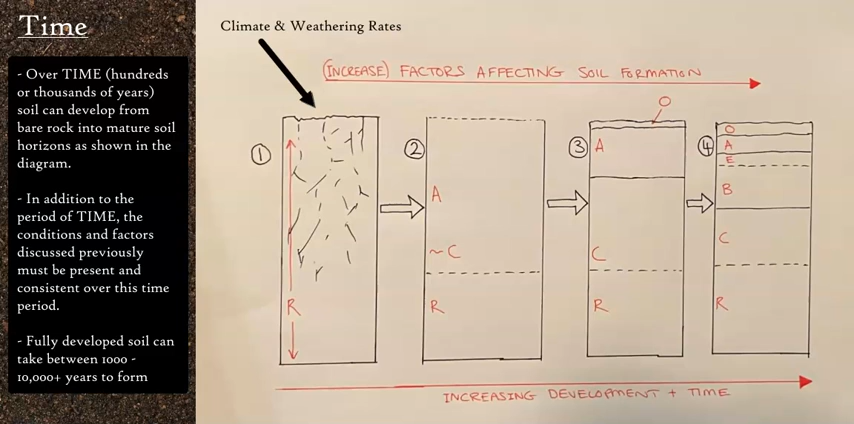 Time
- Over TIME (hundreds
or thousands of years)
soil can develop from
bare rock into mature soil
horizons as shown in the
diagram.
- In addition to the
period of TIME, the
conditions and factors
discussed previously
must be present and
consistent over this time
period.
- Fully developed soil can
take between 1000 -
10,000+ years to form
Climate & Weathering Rates
(INCREASE) FACTORS AFFECTING SOIL FORMATION
1
R
2
A
~C
R
3
O
A
C
R
4
O
A
E
B
C
R
INCREASING DEVELOPMENT + TIME